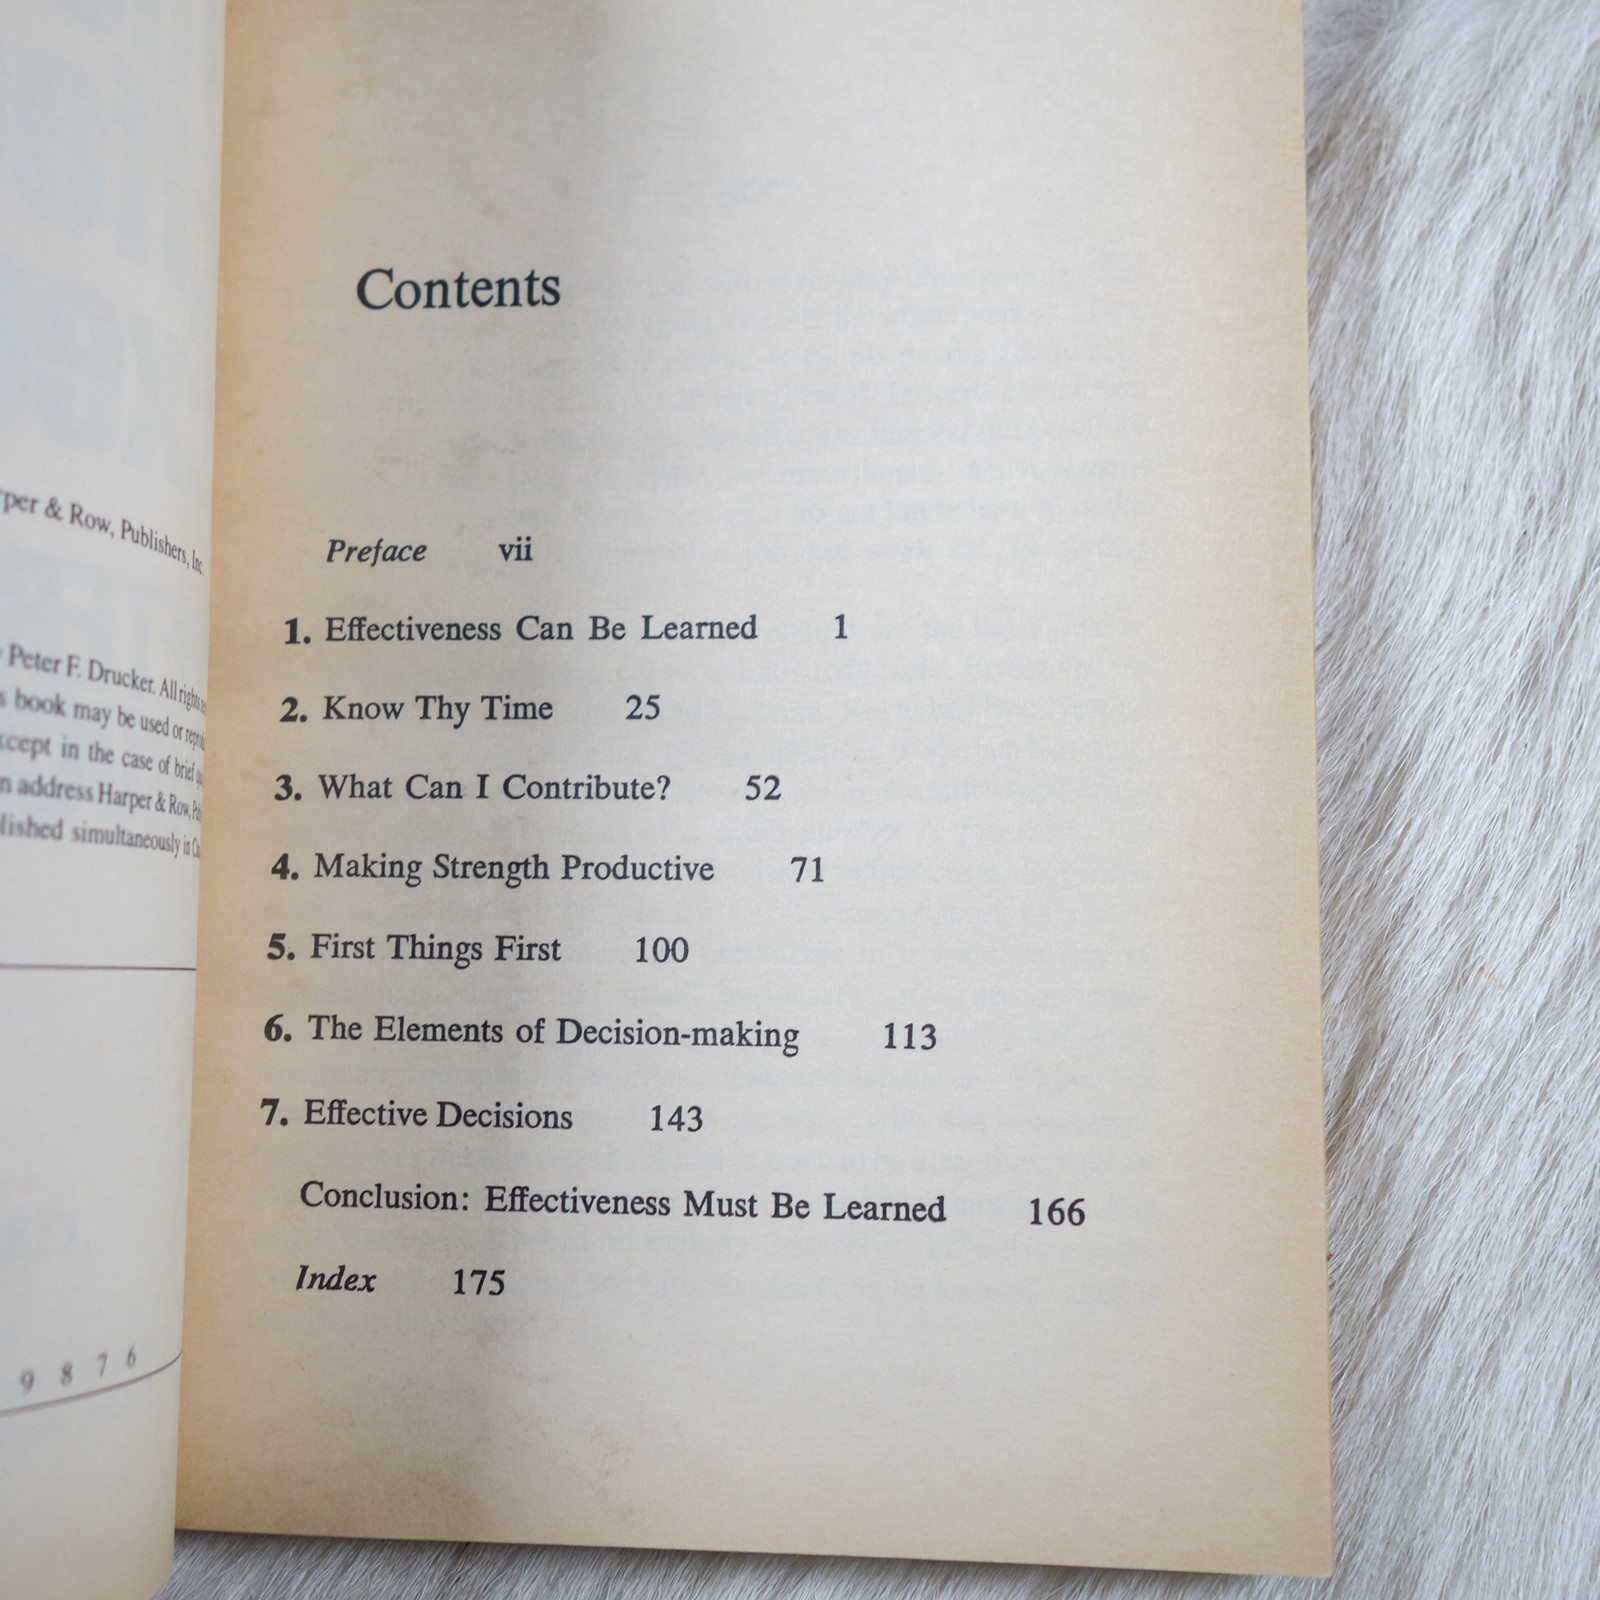 & Row, Publishers, Inc.
Peter F. Drucker. All rights
book may be used or
in the case of brief
address Harper & Row,
simultaneously in
9 8 7 6
Contents
Preface vii
1. Effectiveness Can Be Learned 1
2. Know Thy Time 25
3. What Can I Contribute? 52
4. Making Strength Productive 71
5. First Things First 100
6. The Elements of Decision-making 113
7. Effective Decisions 143
Conclusion: Effectiveness Must Be Learned 166
Index 175